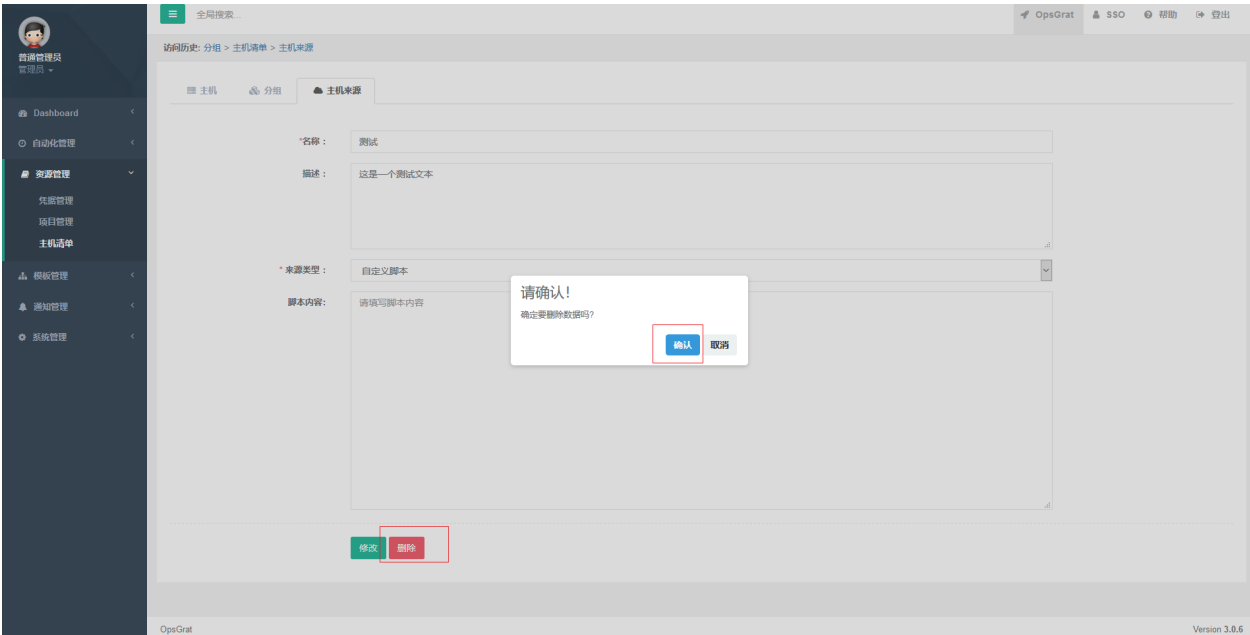 全局搜索...
OpsGrat
SSO
帮助
登出
普通管理员
管理员
访问历史: 分组 > 主机清单 > 主机来源
主机
分组
主机来源
Dashboard
自动化管理
资源管理
凭据管理
项目管理
主机清单
模板管理
通知管理
系统管理
*名称 :
测试
描述 :
这是一个测试文本
* 来源类型 :
自定义脚本
脚本内容:
请填写脚本内容
请确认!
确定要删除数据吗?
确认
取消
修改
删除
OpsGrat
Version 3.0.6